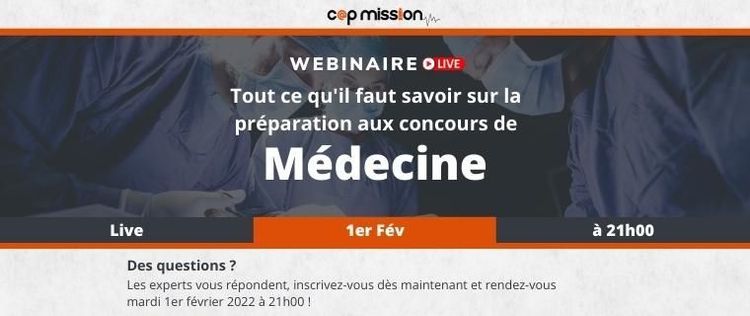 c@p mission
WEBINAIRE LIVE
Tout ce qu'il faut savoir sur la
préparation aux concours de
Médecine
Live 1er Fév à 21h00
Des questions ?
Les experts vous répondent, inscrivez-vous dès maintenant et rendez-vous
mardi 1er février 2022 à 21h00 !